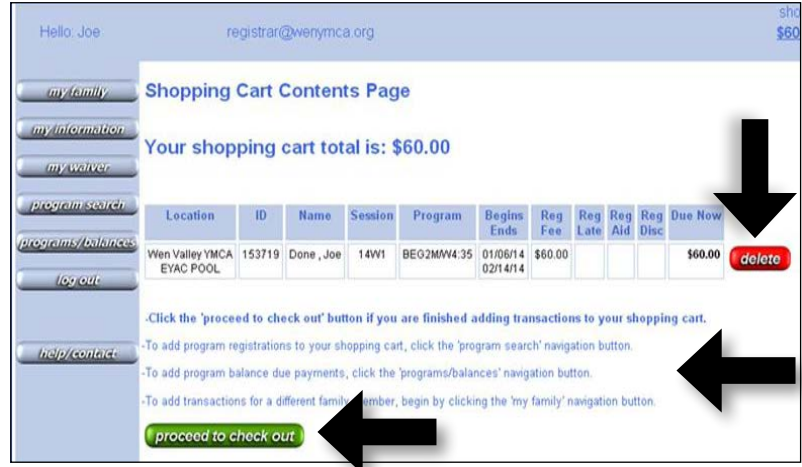 sho
Hello: Joe
registrar@wenymca.org
$60
my family
my information
my waiver
program search
programs/balances
log out
help/contact
Shopping Cart Contents Page
Your shopping cart total is: $60.00
Location ID Name Session Program Begins Ends Reg Fee Reg Late Reg Aid Reg Disc Due Now
Wen Valley YMCA EYAC POOL 153719 Done , Joe 14W1 BEG2M/W4:35 01/06/14 02/14/14 $60.00 $60.00
delete
-Click the 'proceed to check out' button if you are finished adding transactions to your shopping cart.
-To add program registrations to your shopping cart, click the 'program search' navigation button.
-To add program balance due payments, click the 'programs/balances' navigation button.
-To add transactions for a different family member, begin by clicking the 'my family' navigation button.
proceed to check out